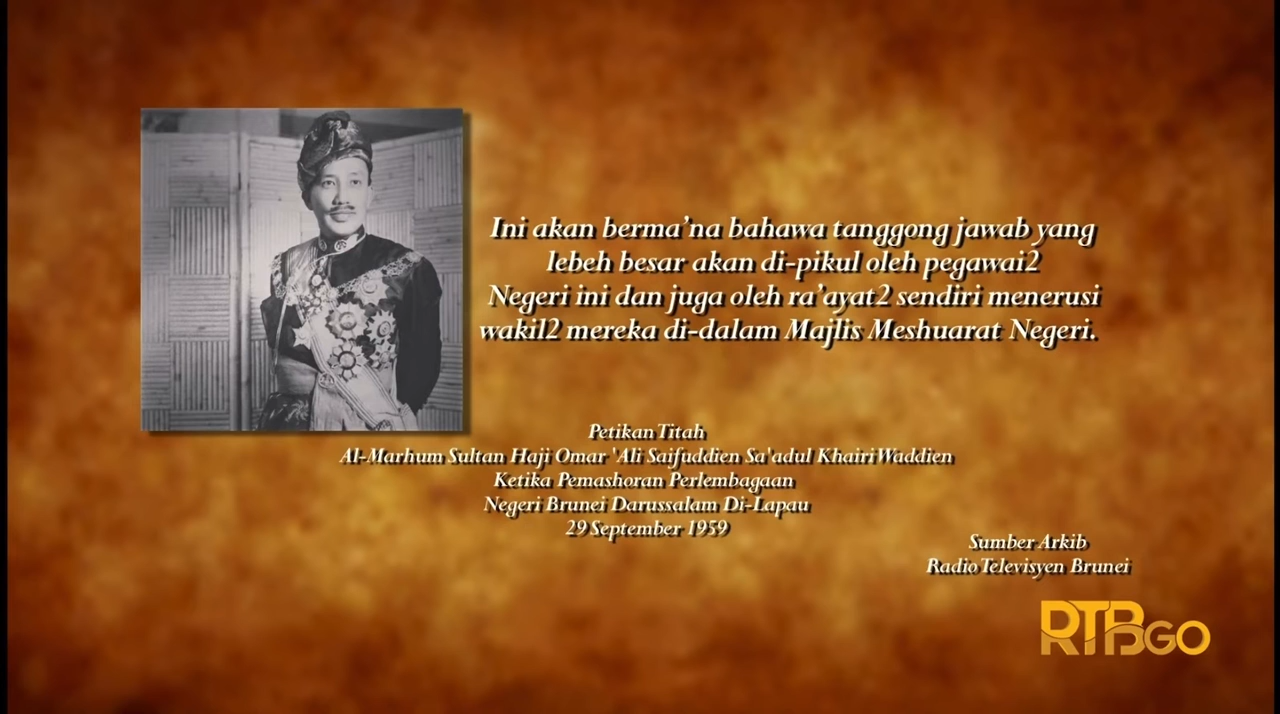 Ini akan berma'na bahawa tanggong jawab yang
lebeh besar akan di-pikul oleh pegawai2
Negeri ini dan juga oleh ra'ayat2 sendiri menerusi
wakil2 mereka di-dalam Majlis Meshuarat Negeri.
Petikan Titah
Al-Marhum Sultan Haji Omar 'Ali Saifuddien Sa'adul Khairi Waddien
Ketika Pemashoran Perlembagaan
Negeri Brunei Darussalam Di-Lapau
29 September 1959
Sumber Arkib
Radio Televisyen Brunei
RTBGO